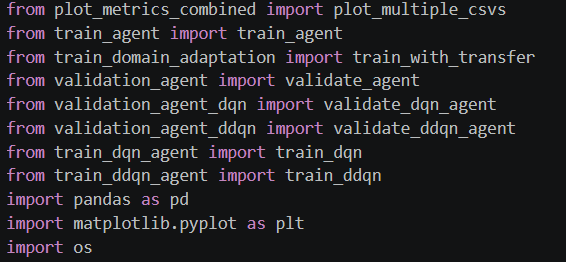 from plot_metrics_combined import plot_multiple_csvs
from train_agent import train_agent
from train_domain_adaptation import train_with_transfer
from validation_agent import validate_agent
from validation_agent_dqn import validate_dqn_agent
from validation_agent_ddqn import validate_ddqn_agent
from train_dqn_agent import train_dqn
from train_ddqn_agent import train_ddqn
import pandas as pd
import matplotlib.pyplot as plt
import os